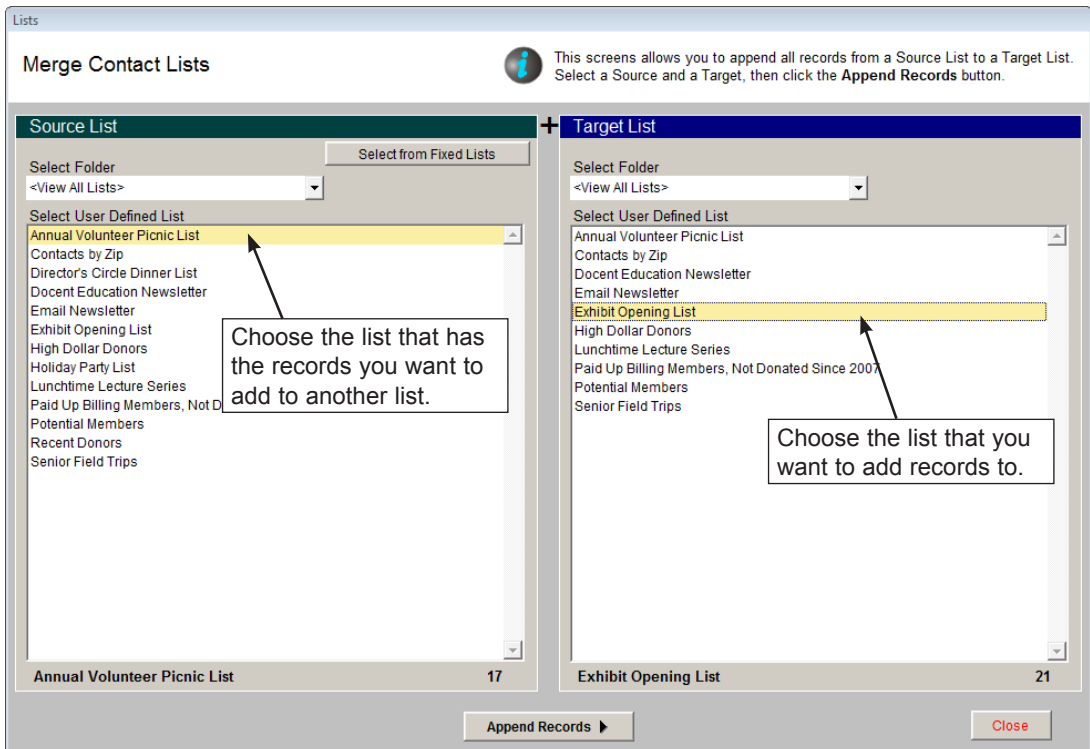 Lists
Merge Contact Lists
This screens allows you to append all records from a Source List to a Target List.
Select a Source and a Target, then click the Append Records button.
Source List
Select from Fixed Lists
Select Folder
<View All Lists>
Select User Defined List
Annual Volunteer Picnic List
Contacts by Zip
Director's Circle Dinner List
Docent Education Newsletter
Email Newsletter
Exhibit Opening List
High Dollar Donors
Holiday Party List
Lunchtime Lecture Series
Paid Up Billing Members, Not D
Potential Members
Recent Donors
Senior Field Trips
Choose the list that has
the records you want to
add to another list.
Annual Volunteer Picnic List 17
+
Target List
Select Folder
<View All Lists>
Select User Defined List
Annual Volunteer Picnic List
Contacts by Zip
Docent Education Newsletter
Email Newsletter
Exhibit Opening List
High Dollar Donors
Lunchtime Lecture Series
Paid Up Billing Members, Not Donated Since 2007
Potential Members
Senior Field Trips
Choose the list that you
want to add records to.
Exhibit Opening List 21
Append Records
Close